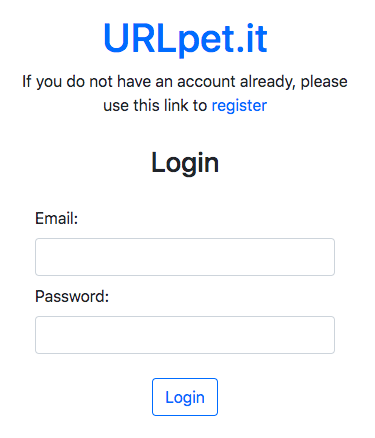 URLpet.it
If you do not have an account already, please
use this link to register
Login
Email:
Password:
Login